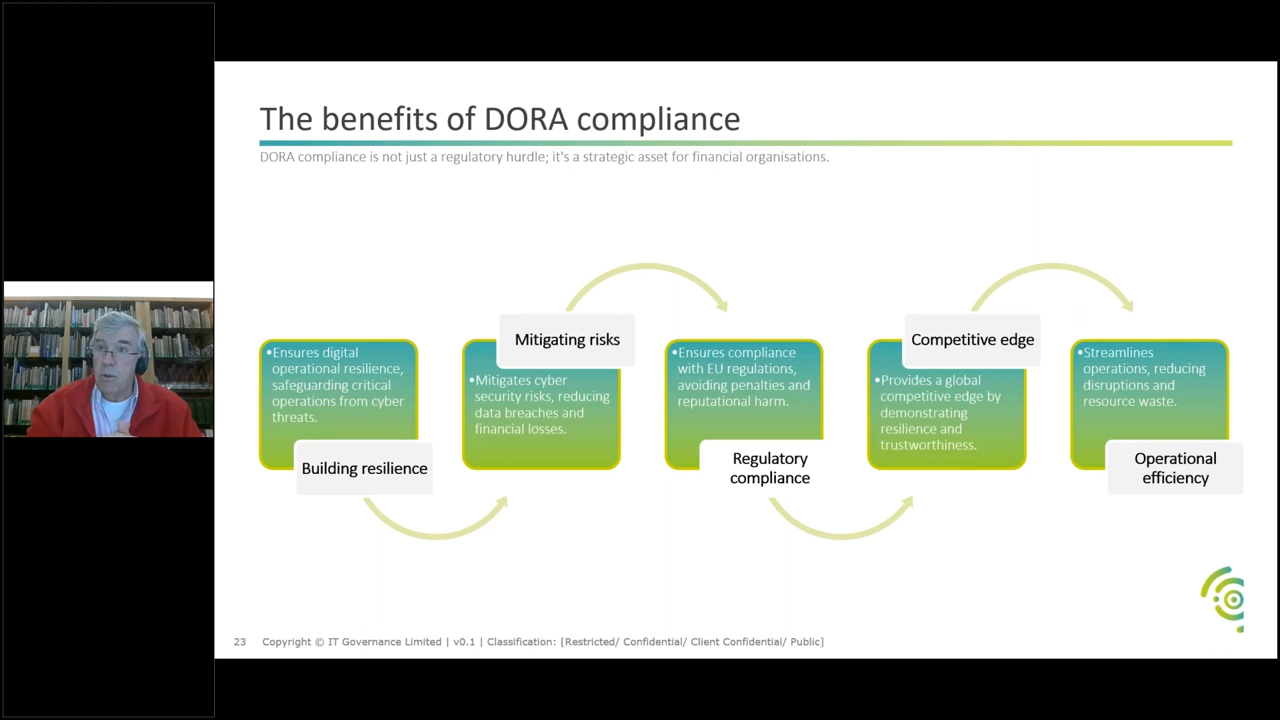 The benefits of DORA compliance
DORA compliance is not just a regulatory hurdle; it's a strategic asset for financial organisations.
•Ensures digital
operational resilience,
safeguarding critical
operations from cyber
threats.
Building resilience
Mitigating risks
•Mitigates cyber
security risks, reducing
data breaches and
financial losses.
•Ensures compliance
with EU regulations,
avoiding penalties and
reputational harm.
Regulatory
compliance
Competitive edge
•Provides a global
competitive edge by
demonstrating
resilience and
trustworthiness.
•Streamlines
operations, reducing
disruptions and
resource waste.
Operational
efficiency
23 Copyright © IT Governance Limited | v0.1 | Classification: [Restricted/ Confidential/ Client Confidential/ Public]